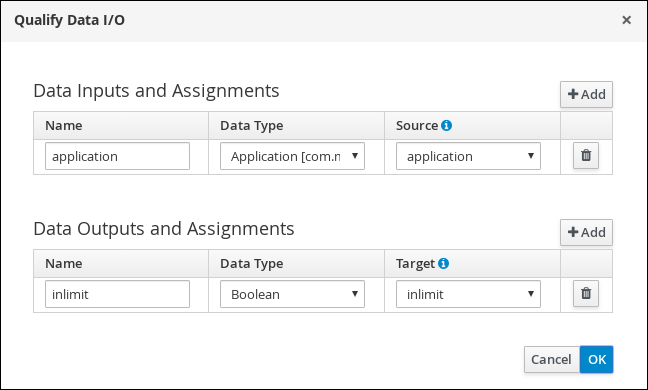 Qualify Data I/O ×
Data Inputs and Assignments
+ Add
Name Data Type Source
application Application [com.n application
Data Outputs and Assignments
+ Add
Name Data Type Target
inlimit Boolean inlimit
Cancel OK